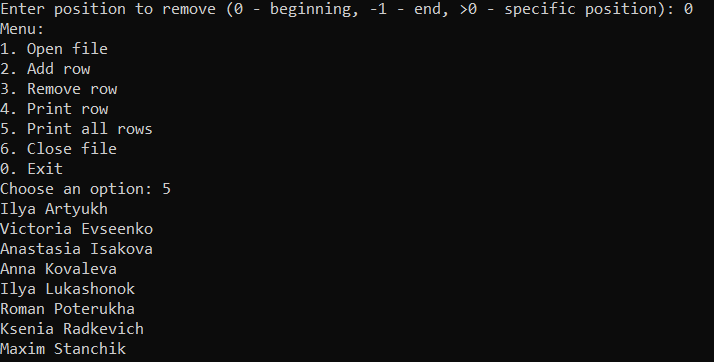 Enter position to remove (0 - beginning, -1 - end, >0 - specific position): 0
Menu:
1. Open file
2. Add row
3. Remove row
4. Print row
5. Print all rows
6. Close file
0. Exit
Choose an option: 5
Ilya Artyukh
Victoria Evseenko
Anastasia Isakova
Anna Kovaleva
Ilya Lukashonok
Roman Poterukha
Ksenia Radkevich
Maxim Stanchik